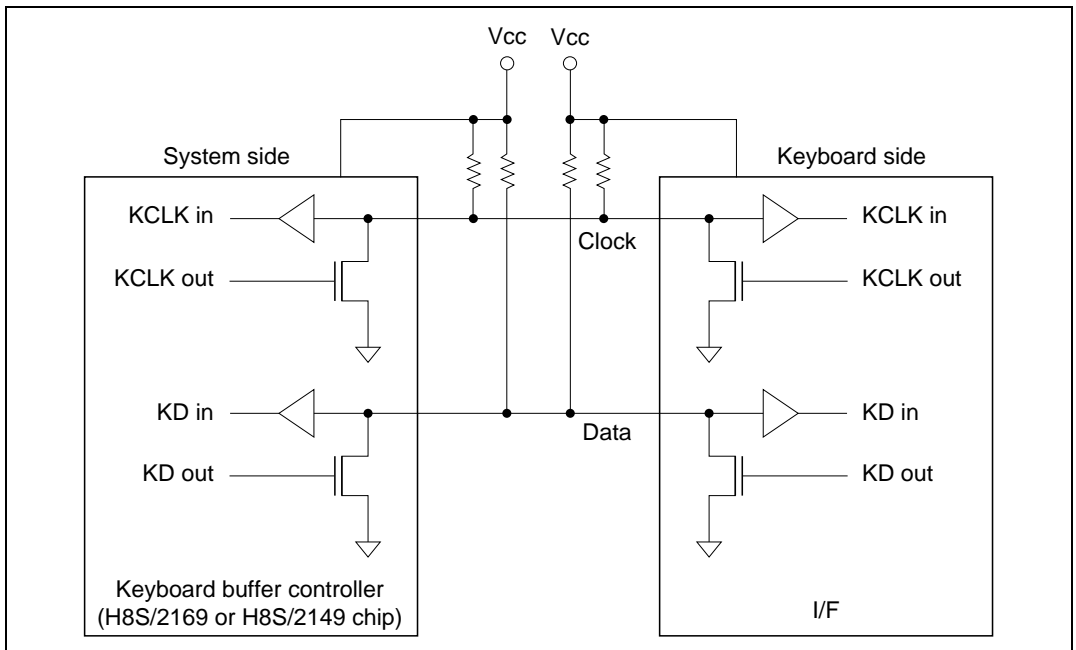 Vcc Vcc
System side
Keyboard side
KCLK in
KCLK in
Clock
KCLK out
KCLK out
KD in
KD in
Data
KD out
KD out
Keyboard buffer controller
(H8S/2169 or H8S/2149 chip)
I/F